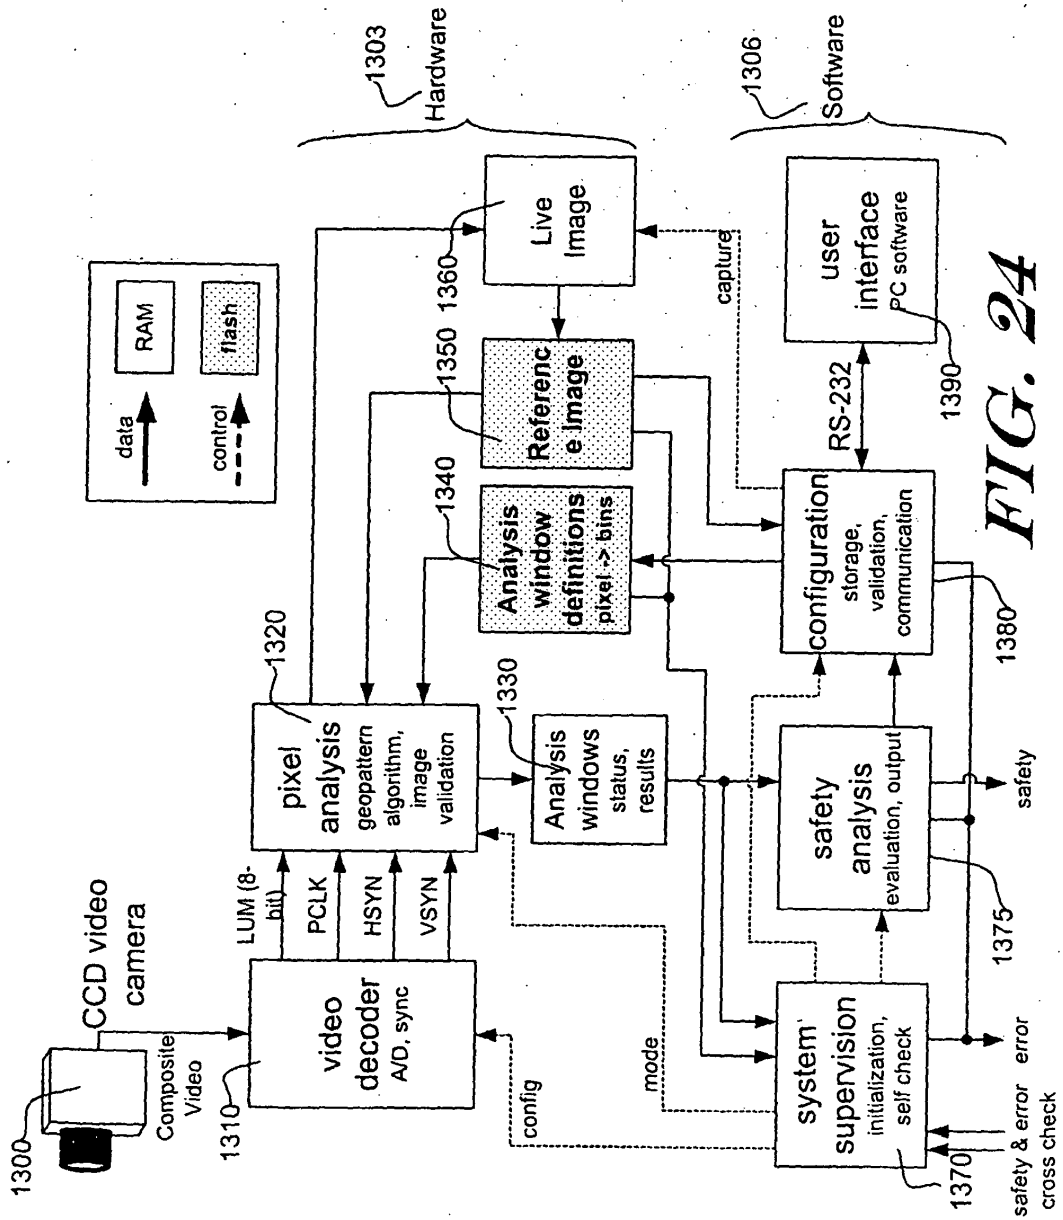 1300
CCD video
camera
Composite
Video
1310
video
decoder
A/D, sync
LUM (8-
bit)
PCLK
HSYN
VSYN
1320
pixel
analysis
geopattern
algorithm,
image
validation
1330
Analysis
windows
status,
results
1340
Analysis
window
definitions
pixel -> bins
1350
Referenc
e Image
1360
Live
Image
data
control
RAM
flash
1303
Hardware
1306
Software
config
mode
capture
1370
system
supervision
initialization,
self check
1375
safety
analysis
evaluation, output
1380
configuration
storage,
validation,
communication
RS-232
1390
user
interface
PC software
safety & error
cross check
error
safety
FIG. 24